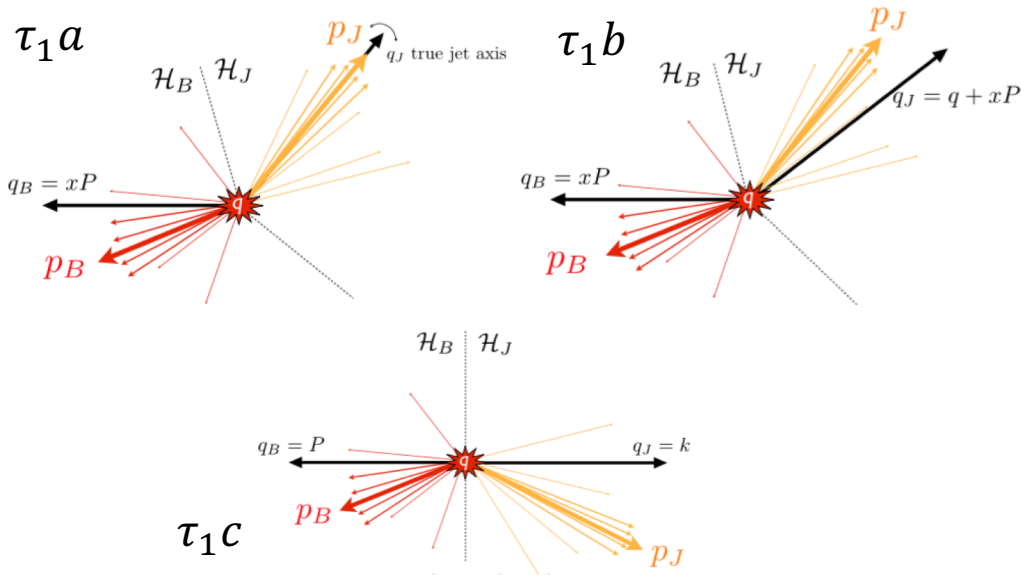 τ₁a
p_J
q_J true jet axis
ℋ_B ℋ_J
q_B = xP
q
p_B
τ₁b
p_J
ℋ_B ℋ_J
q_J = q + xP
q_B = xP
q
p_B
ℋ_B ℋ_J
q_B = P
q
q_J = k
p_B
τ₁c
p_J